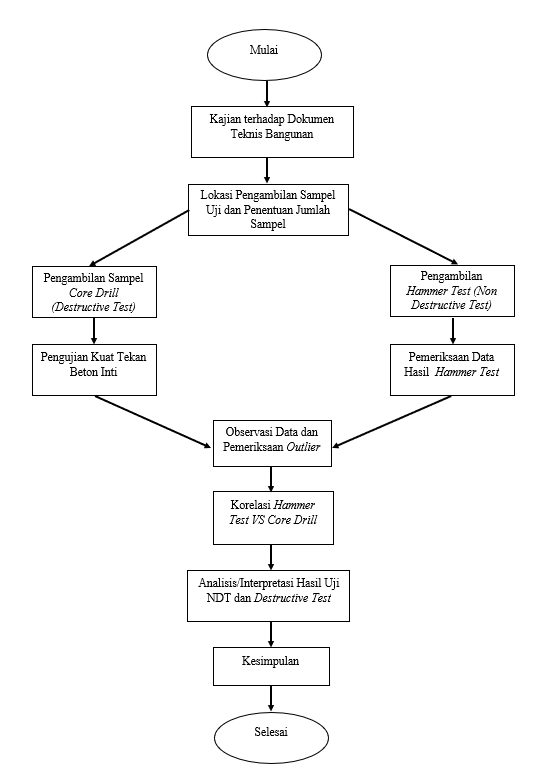 Mulai
Kajian terhadap Dokumen
Teknis Bangunan
Lokasi Pengambilan Sampel
Uji dan Penentuan Jumlah
Sampel
Pengambilan Sampel
Core Drill
(Destructive Test)
Pengambilan
Hammer Test (Non
Destructive Test)
Pengujian Kuat Tekan
Beton Inti
Pemeriksaan Data
Hasil Hammer Test
Observasi Data dan
Pemeriksaan Outlier
Korelasi Hammer
Test VS Core Drill
Analisis/Interpretasi Hasil Uji
NDT dan Destructive Test
Kesimpulan
Selesai